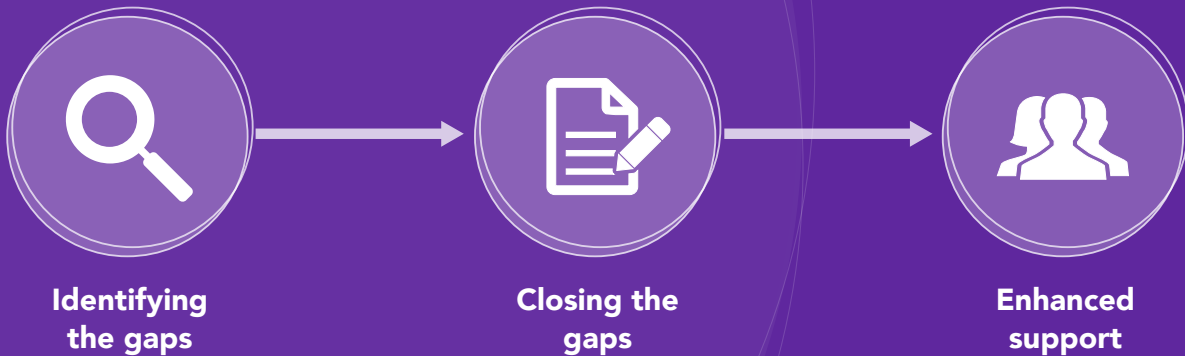 Identifying
the gaps
Closing the
gaps
Enhanced
support